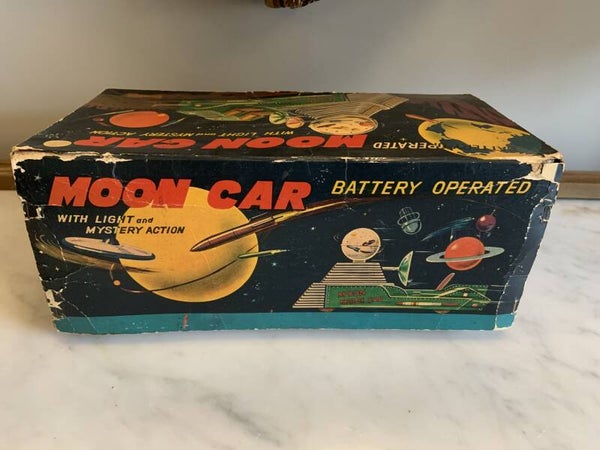 OPERATED
MOON CAR
WITH LIGHT AND MYSTERY ACTION
MOON CAR
BATTERY OPERATED
WITH LIGHT and
MYSTERY ACTION